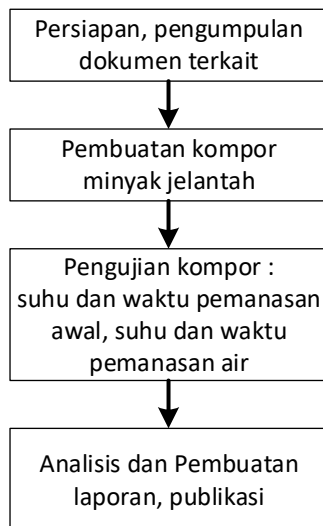 Persiapan, pengumpulan
dokumen terkait
Pembuatan kompor
minyak jelantah
Pengujian kompor :
suhu dan waktu pemanasan
awal, suhu dan waktu
pemanasan air
Analisis dan Pembuatan
laporan, publikasi